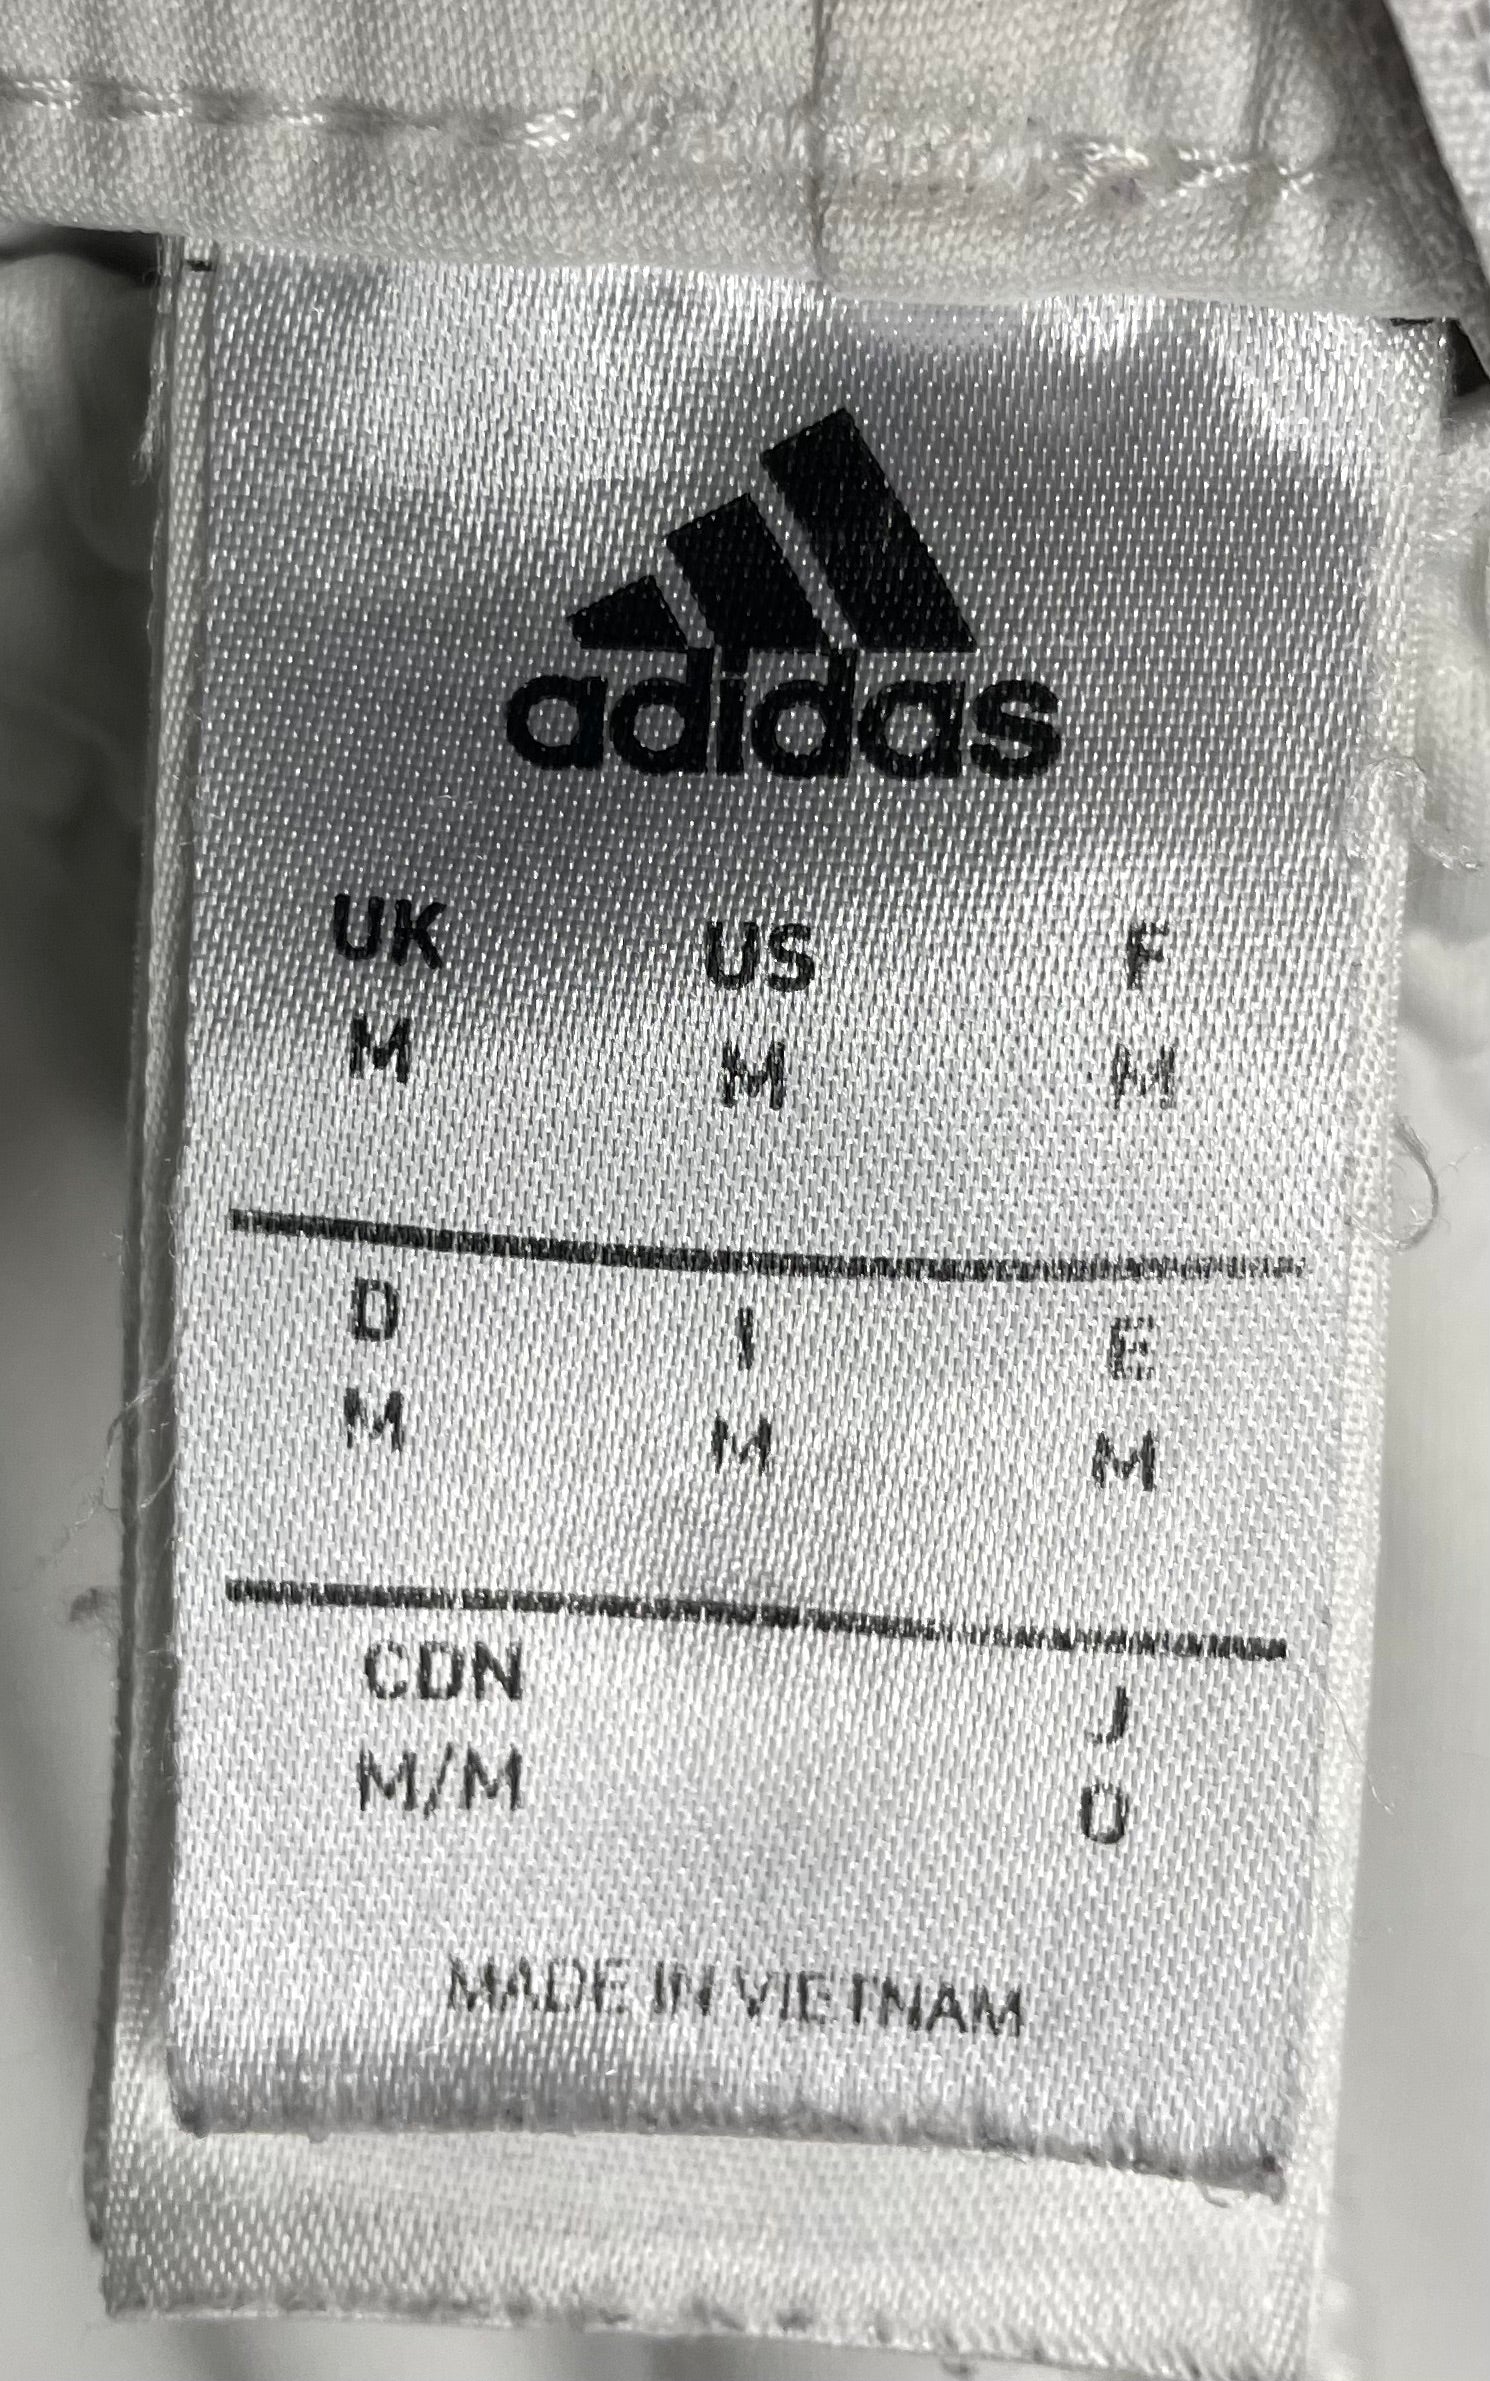 adidas
UK US F
M M M
D I E
M M M
CDN J
M/M O
MADE IN VIETNAM